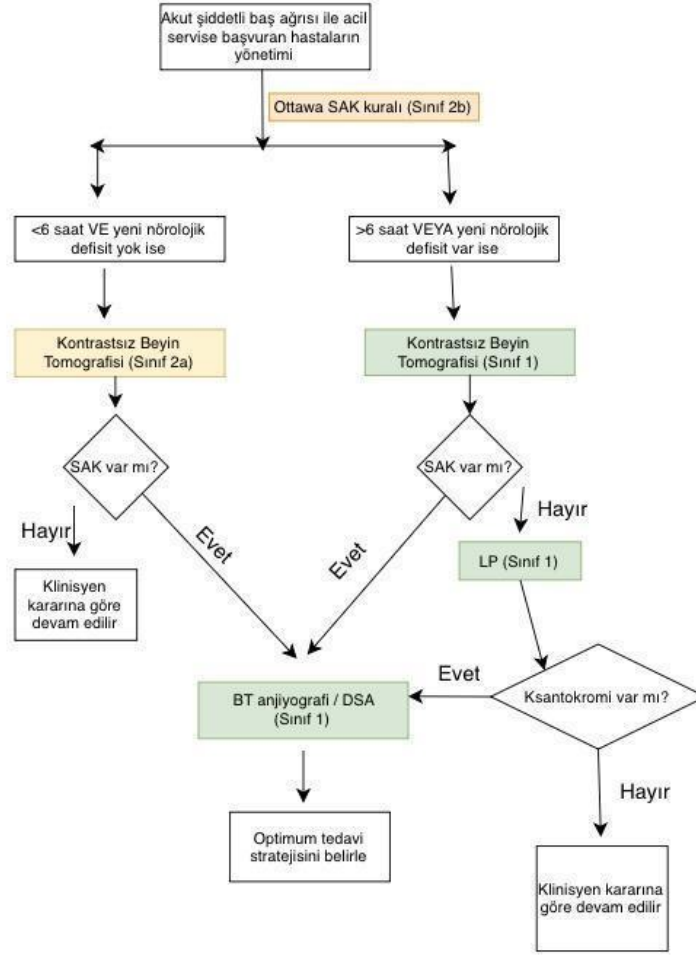 Akut şiddetli baş ağrısı ile acil
servise başvuran hastaların
yönetimi
Ottawa SAK kuralı (Sınıf 2b)
<6 saat VE yeni nörolojik
defisit yok ise
>6 saat VEYA yeni nörolojik
defisit var ise
Kontrastsız Beyin
Tomografisi (Sınıf 2a)
Kontrastsız Beyin
Tomografisi (Sınıf 1)
SAK var mı?
SAK var mı?
Hayır
Evet
Evet
Hayır
Klinisyen
kararına göre
devam edilir
LP (Sınıf 1)
BT anjiyografi / DSA
(Sınıf 1)
Evet
Ksantokromi var mı?
Hayır
Optimum tedavi
stratejisini belirle
Klinisyen kararına
göre devam edilir